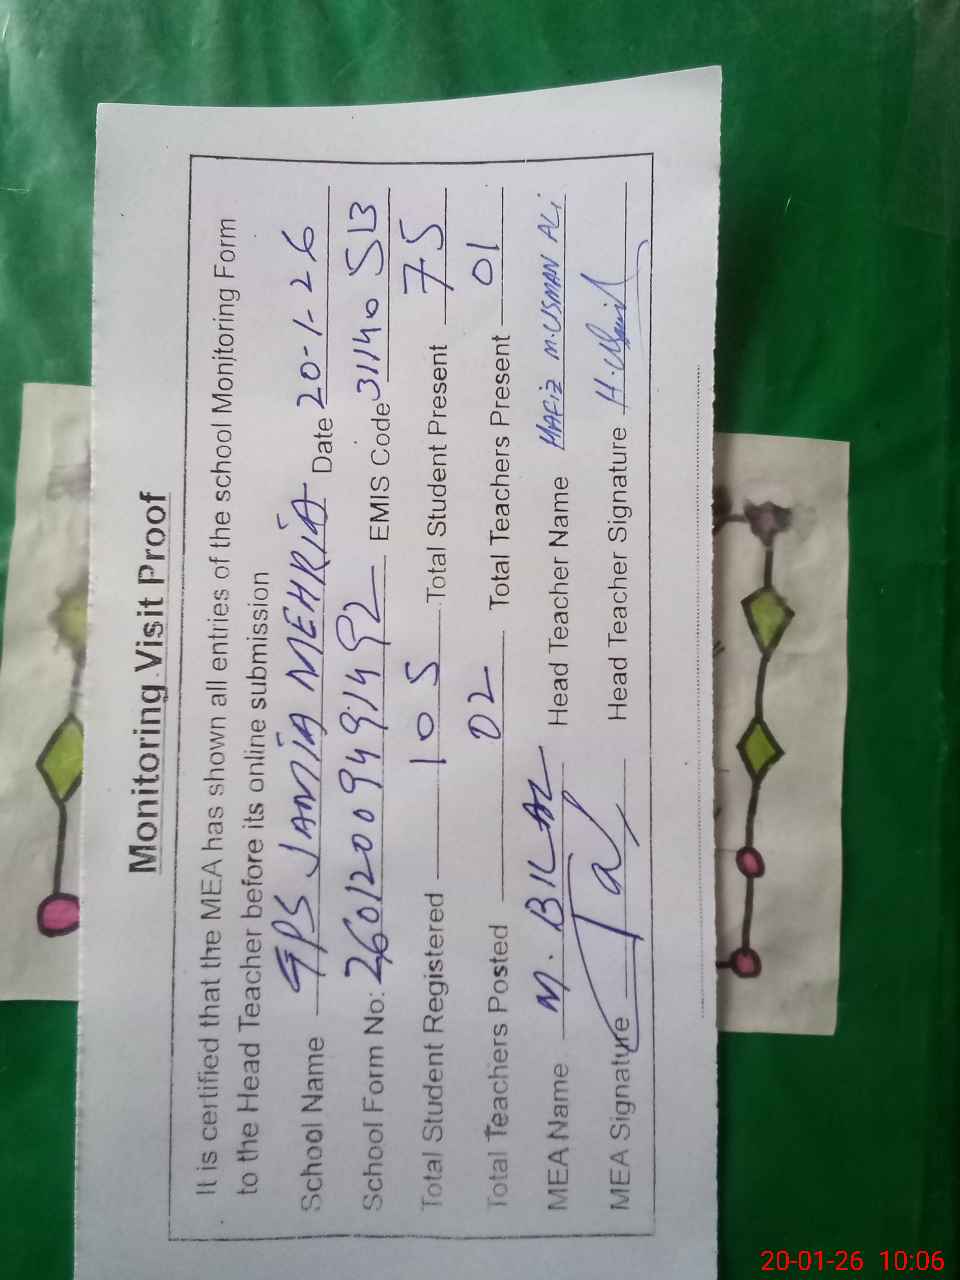 Monitoring Visit Proof
It is certified that the MEA has shown all entries of the school Monitoring Form
to the Head Teacher before its online submission
School Name GPS JAMIA MEHRIA Date 20-1-26
School Form No: 26012009491492 EMIS Code 31140513
Total Student Registered 105 Total Student Present 75
Total Teachers Posted 02 Total Teachers Present 01
MEA Name M. BILAL Head Teacher Name HAFIZ M.USMAN ALi
MEA Signature Head Teacher Signature
20-01-26 10:06